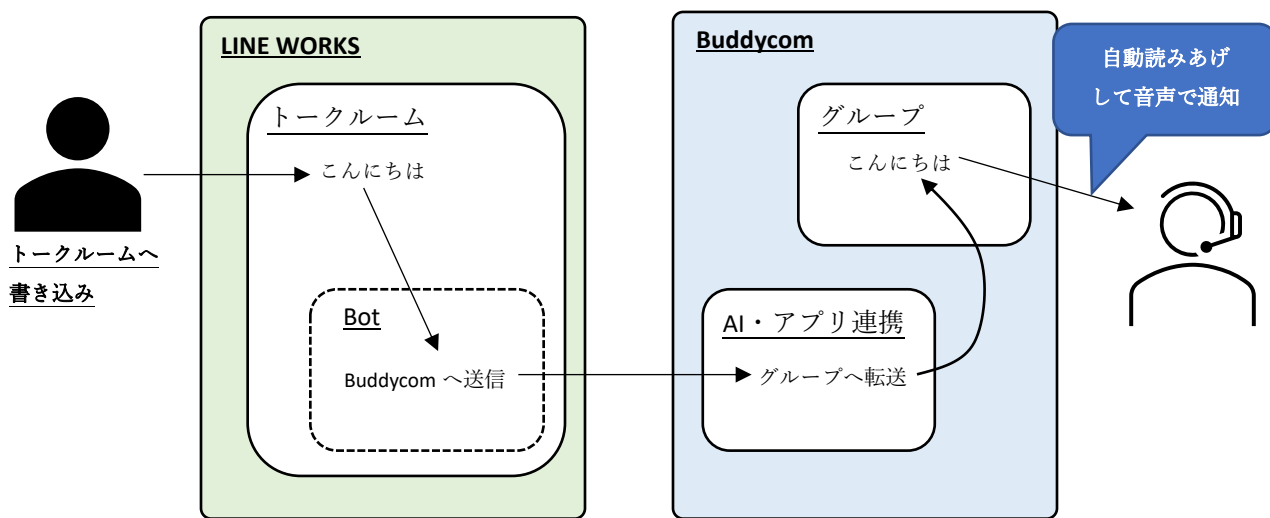 LINE WORKS
トークルーム
こんにちは
Bot
Buddycom へ送信
トークルームへ
書き込み
Buddycom
グループ
こんにちは
AI・アプリ連携
グループへ転送
自動読みあげ
して音声で通知